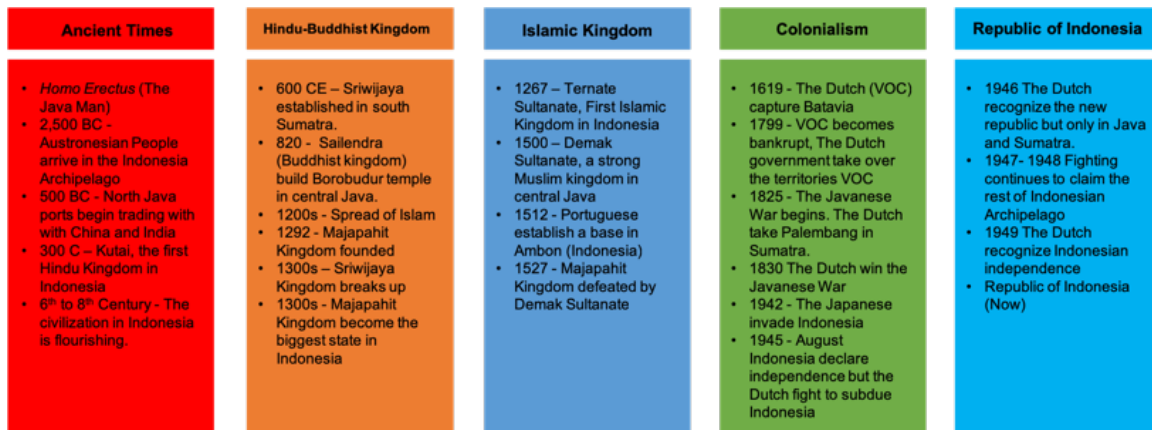 Ancient Times
• Homo Erectus (The
Java Man)
• 2,500 BC -
Austronesian People
arrive in the Indonesia
Archipelago
• 500 BC - North Java
ports begin trading with
with China and India
• 300 C – Kutai, the first
Hindu Kingdom in
Indonesia
• 6th to 8th Century - The
civilization in Indonesia
is flourishing.
Hindu-Buddhist Kingdom
• 600 CE – Sriwijaya
established in south
Sumatra.
• 820 - Sailendra
(Buddhist kingdom)
build Borobudur temple
in central Java.
• 1200s - Spread of Islam
• 1292 - Majapahit
Kingdom founded
• 1300s – Sriwijaya
Kingdom breaks up
• 1300s - Majapahit
Kingdom become the
biggest state in
Indonesia
Islamic Kingdom
• 1267 – Ternate
Sultanate, First Islamic
Kingdom in Indonesia
• 1500 – Demak
Sultanate, a strong
Muslim kingdom in
central Java
• 1512 - Portuguese
establish a base in
Ambon (Indonesia)
• 1527 - Majapahit
Kingdom defeated by
Demak Sultanate
Colonialism
• 1619 - The Dutch (VOC)
capture Batavia
• 1799 - VOC becomes
bankrupt, The Dutch
government take over
the territories VOC
• 1825 - The Javanese
War begins. The Dutch
take Palembang in
Sumatra.
• 1830 The Dutch win the
Javanese War
• 1942 - The Japanese
invade Indonesia
• 1945 - August
Indonesia declare
independence but the
Dutch fight to subdue
Indonesia
Republic of Indonesia
• 1946 The Dutch
recognize the new
republic but only in Java
and Sumatra.
• 1947- 1948 Fighting
continues to claim the
rest of Indonesian
Archipelago
• 1949 The Dutch
recognize Indonesian
independence
• Republic of Indonesia
(Now)